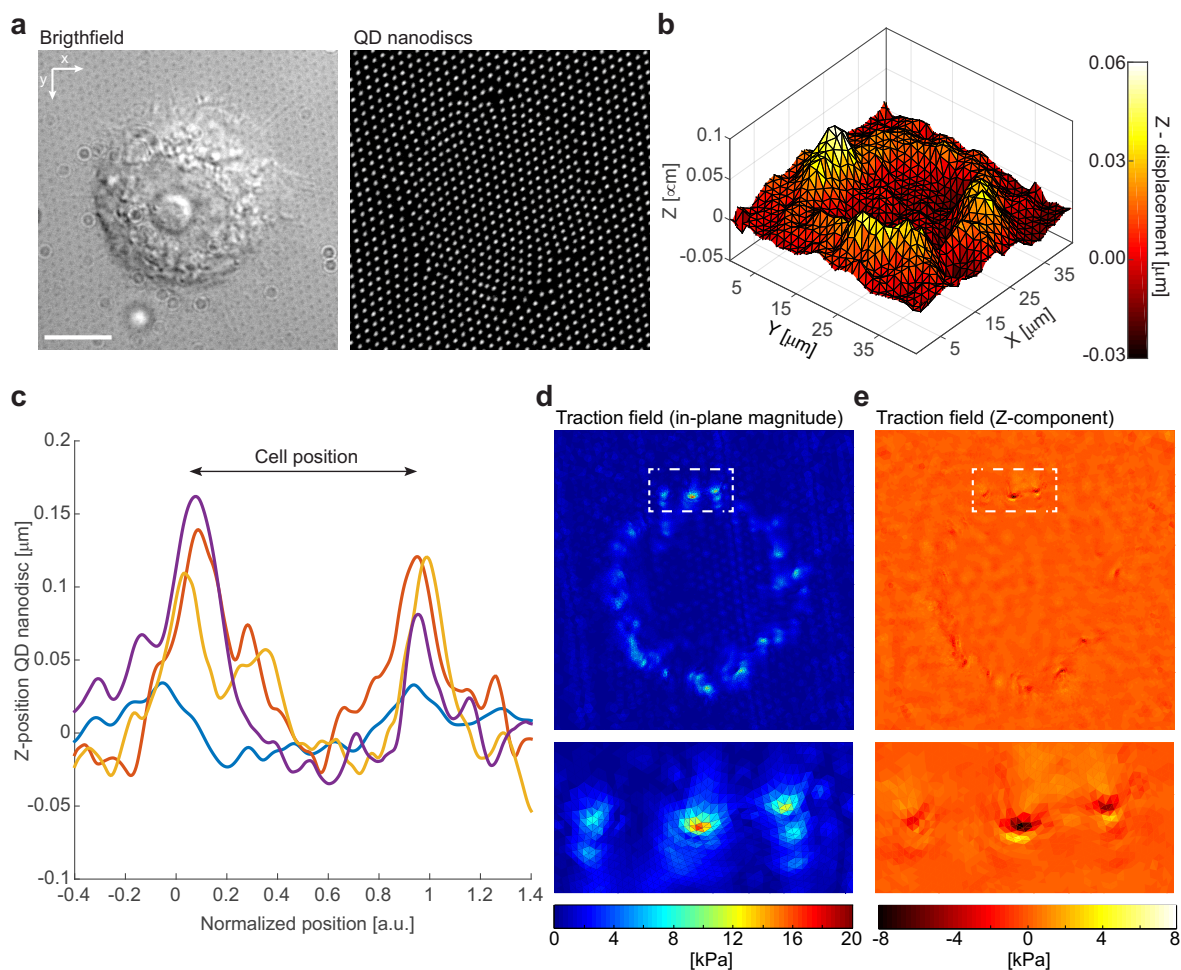 a
Brigthfield
QD nanodiscs
x
y
b
0.1
0.05
0
-0.05
Z [∝m]
5
15
25
35
Y [μm]
5
15
25
35
X [μm]
0.06
0.03
0.00
-0.03
Z - displacement [μm]
c
0.2
0.15
0.1
0.05
0
-0.05
-0.1
Z-position QD nanodisc [μm]
Cell position
-0.4
-0.2
0
0.2
0.4
0.6
0.8
1
1.2
1.4
Normalized position [a.u.]
d
Traction field (in-plane magnitude)
0
4
8
12
16
20
[kPa]
e
Traction field (Z-component)
-8
-4
0
4
8
[kPa]